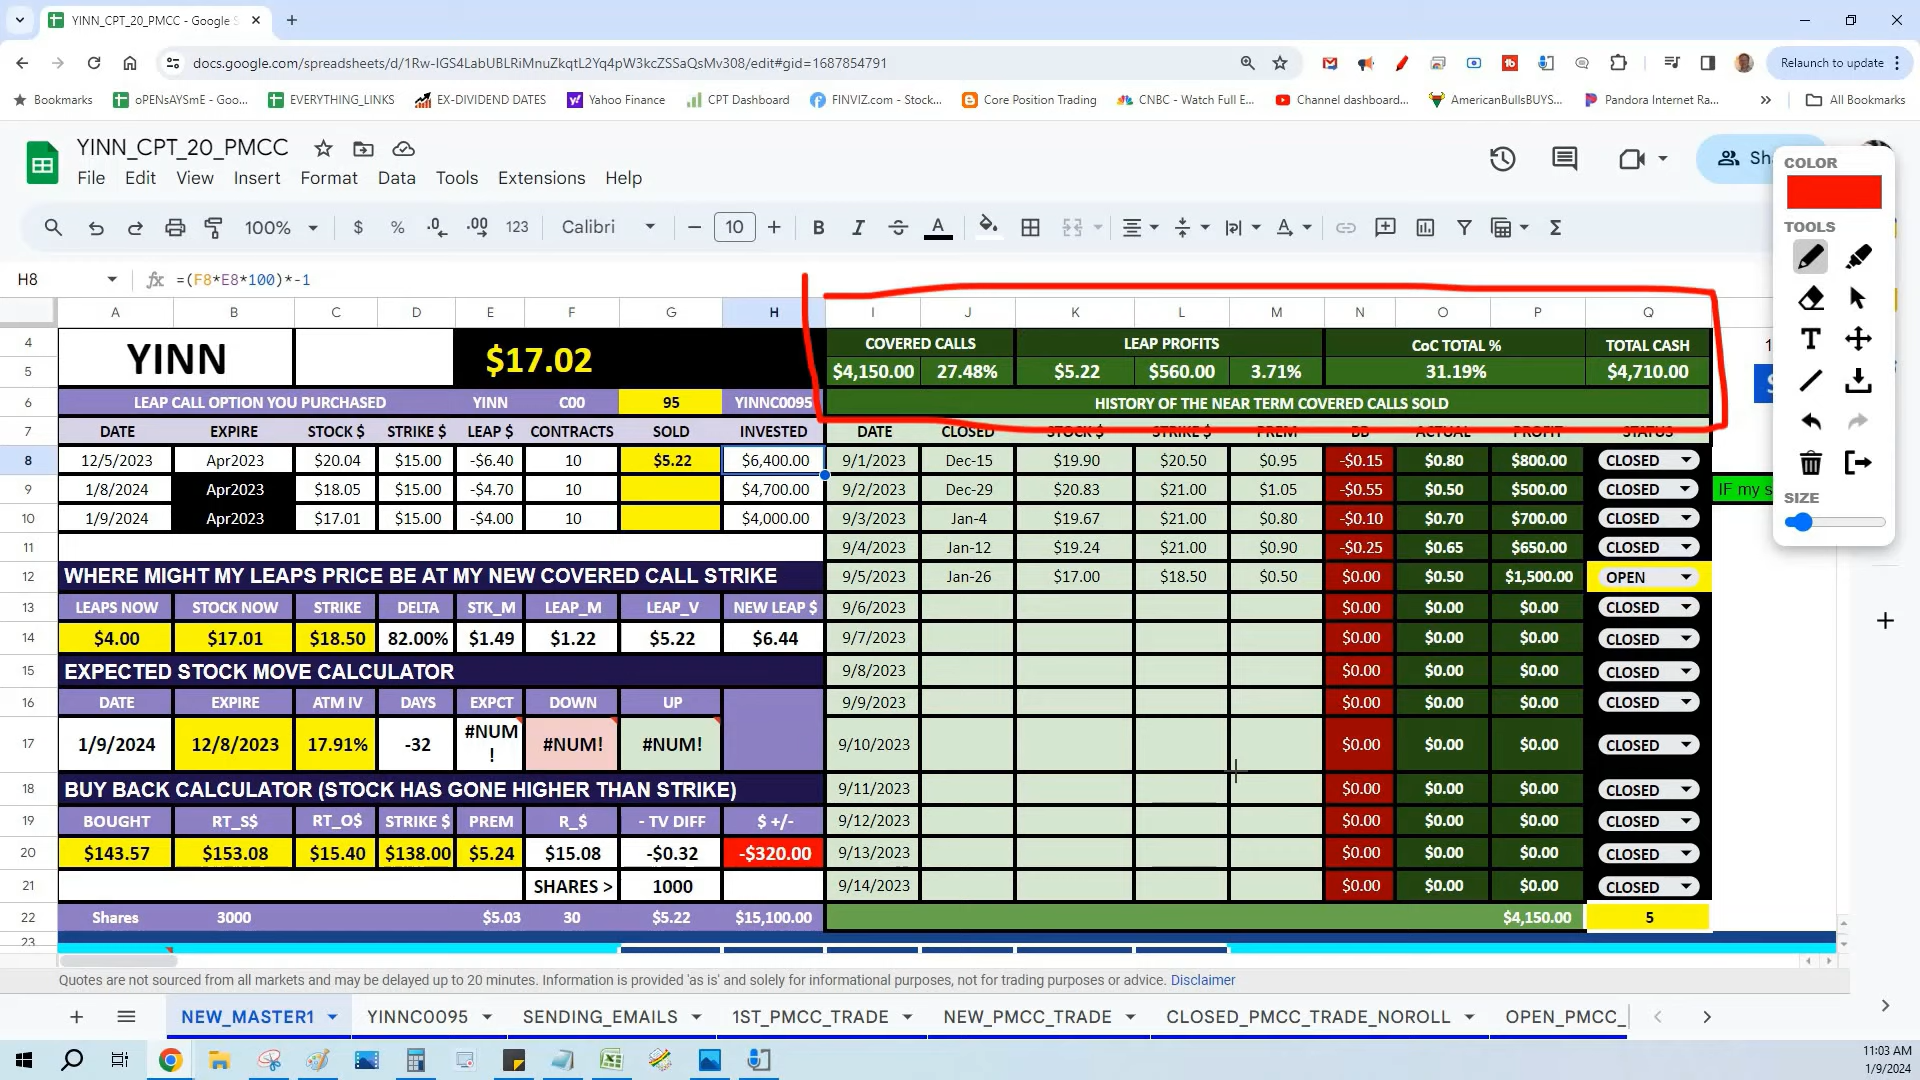 YINN_CPT_20_PMCC - Google S
docs.google.com/spreadsheets/d/1Rw-IGS4LabUBLRiMnuZkqtL2Yq4pW3kcZSSaQsMv308/edit#gid=1687854791
Relaunch to update
Bookmarks oPENsAYSmE - Goo... EVERYTHING_LINKS EX-DIVIDEND DATES Yahoo Finance CPT Dashboard FINVIZ.com - Stock... Core Position Trading CNBC - Watch Full E... Channel dashboard... AmericanBullsBUYS... Pandora Internet Ra... » All Bookmarks
YINN_CPT_20_PMCC
File Edit View Insert Format Data Tools Extensions Help
Sh
COLOR
TOOLS
SIZE
100% $ % .0 .00 123 Calibri 10 B I A
H8 fx =(F8*E8*100)*-1
A B C D E F G H I J K L M N O P Q
4 YINN $17.02 COVERED CALLS LEAP PROFITS CoC TOTAL % TOTAL CASH 1
5 $4,150.00 27.48% $5.22 $560.00 3.71% 31.19% $4,710.00
6 LEAP CALL OPTION YOU PURCHASED YINN C00 95 YINNC0095 HISTORY OF THE NEAR TERM COVERED CALLS SOLD
7 DATE EXPIRE STOCK $ STRIKE $ LEAP $ CONTRACTS SOLD INVESTED DATE CLOSED STOCK $ STRIKE $ PREM BB ACTUAL PROFIT STATUS
8 12/5/2023 Apr2023 $20.04 $15.00 -$6.40 10 $5.22 $6,400.00 9/1/2023 Dec-15 $19.90 $20.50 $0.95 -$0.15 $0.80 $800.00 CLOSED
9 1/8/2024 Apr2023 $18.05 $15.00 -$4.70 10 $4,700.00 9/2/2023 Dec-29 $20.83 $21.00 $1.05 -$0.55 $0.50 $500.00 CLOSED IF my s
10 1/9/2024 Apr2023 $17.01 $15.00 -$4.00 10 $4,000.00 9/3/2023 Jan-4 $19.67 $21.00 $0.80 -$0.10 $0.70 $700.00 CLOSED
11 9/4/2023 Jan-12 $19.24 $21.00 $0.90 -$0.25 $0.65 $650.00 CLOSED
12 WHERE MIGHT MY LEAPS PRICE BE AT MY NEW COVERED CALL STRIKE 9/5/2023 Jan-26 $17.00 $18.50 $0.50 $0.00 $0.50 $1,500.00 OPEN
13 LEAPS NOW STOCK NOW STRIKE DELTA STK_M LEAP_M LEAP_V NEW LEAP $ 9/6/2023 $0.00 $0.00 $0.00 CLOSED
14 $4.00 $17.01 $18.50 82.00% $1.49 $1.22 $5.22 $6.44 9/7/2023 $0.00 $0.00 $0.00 CLOSED
15 EXPECTED STOCK MOVE CALCULATOR 9/8/2023 $0.00 $0.00 $0.00 CLOSED
16 DATE EXPIRE ATM IV DAYS EXPCT DOWN UP 9/9/2023 $0.00 $0.00 $0.00 CLOSED
17 1/9/2024 12/8/2023 17.91% -32 #NUM! #NUM! #NUM! 9/10/2023 $0.00 $0.00 $0.00 CLOSED
18 BUY BACK CALCULATOR (STOCK HAS GONE HIGHER THAN STRIKE) 9/11/2023 $0.00 $0.00 $0.00 CLOSED
19 BOUGHT RT_S$ RT_O$ STRIKE $ PREM R_$ - TV DIFF $ +/- 9/12/2023 $0.00 $0.00 $0.00 CLOSED
20 $143.57 $153.08 $15.40 $138.00 $5.24 $15.08 -$0.32 -$320.00 9/13/2023 $0.00 $0.00 $0.00 CLOSED
21 SHARES > 1000 9/14/2023 $0.00 $0.00 $0.00 CLOSED
22 Shares 3000 $5.03 30 $5.22 $15,100.00 $4,150.00 5
23
Quotes are not sourced from all markets and may be delayed up to 20 minutes. Information is provided 'as is' and solely for informational purposes, not for trading purposes or advice. Disclaimer
NEW_MASTER1 YINNC0095 SENDING_EMAILS 1ST_PMCC_TRADE NEW_PMCC_TRADE CLOSED_PMCC_TRADE_NOROLL OPEN_PMCC_
11:03 AM
1/9/2024